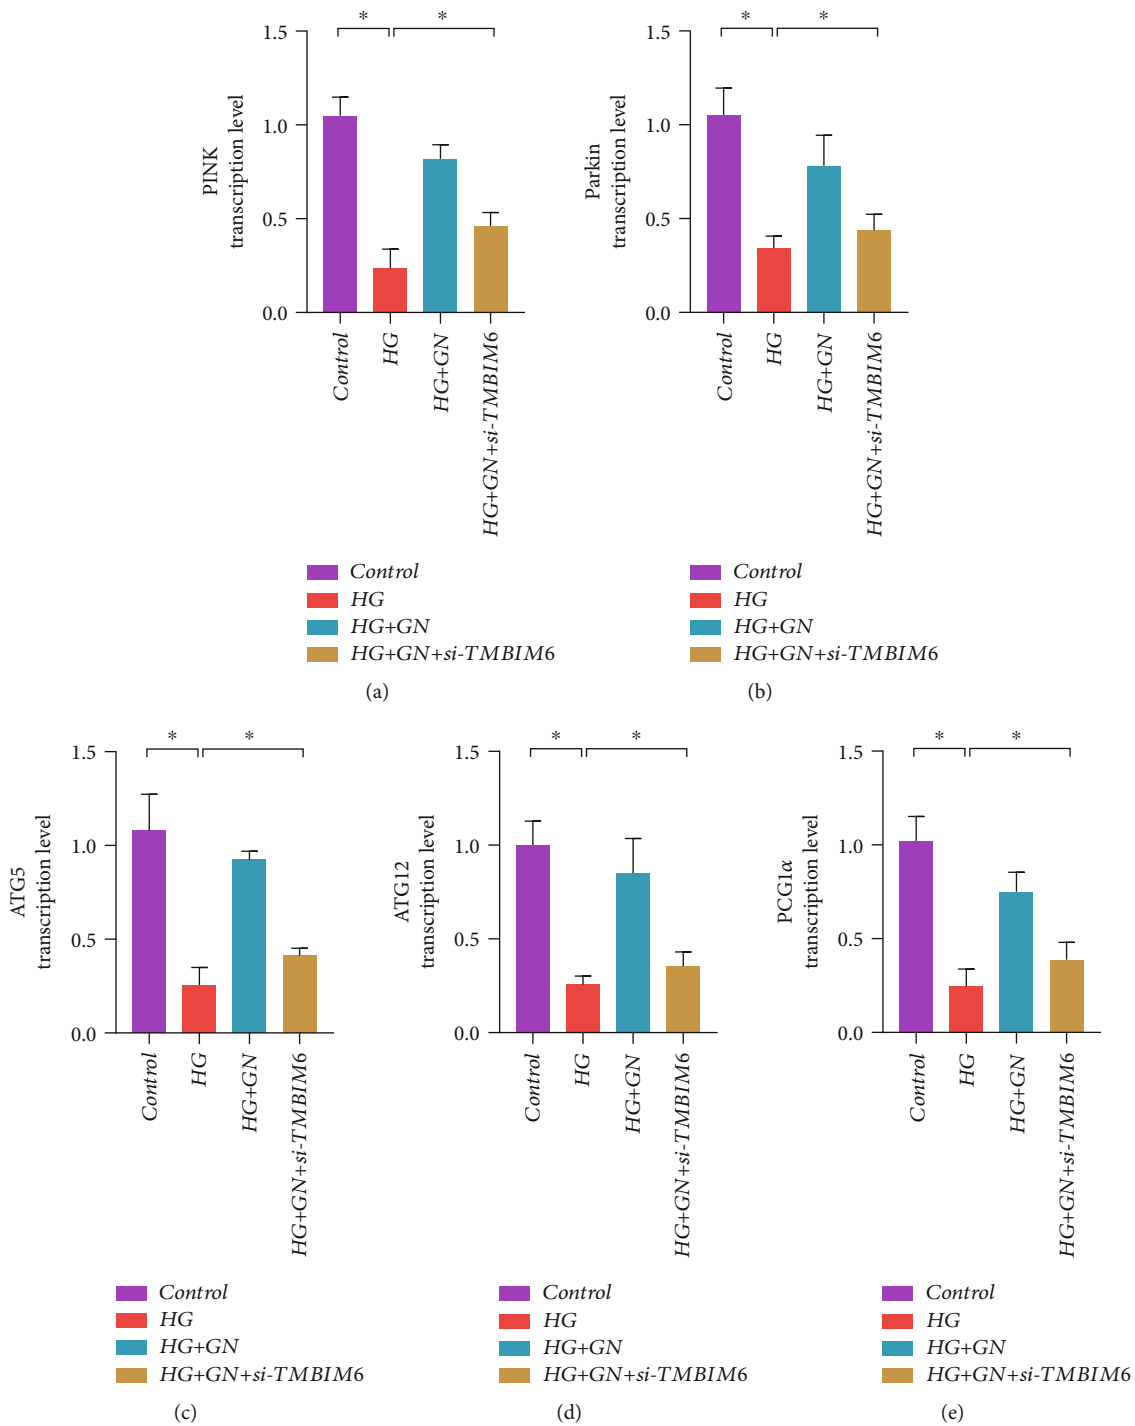 * *
1.5
1.0
0.5
0.0
PINK
transcription level
Control
HG
HG+GN
HG+GN+si-TMBIM6
Control
HG
HG+GN
HG+GN+si-TMBIM6
(a)
* *
1.5
1.0
0.5
0.0
Parkin
transcription level
Control
HG
HG+GN
HG+GN+si-TMBIM6
Control
HG
HG+GN
HG+GN+si-TMBIM6
(b)
* *
1.5
1.0
0.5
0.0
ATG5
transcription level
Control
HG
HG+GN
HG+GN+si-TMBIM6
Control
HG
HG+GN
HG+GN+si-TMBIM6
(c)
* *
1.5
1.0
0.5
0.0
ATG12
transcription level
Control
HG
HG+GN
HG+GN+si-TMBIM6
Control
HG
HG+GN
HG+GN+si-TMBIM6
(d)
* *
1.5
1.0
0.5
0.0
PCG1α
transcription level
Control
HG
HG+GN
HG+GN+si-TMBIM6
Control
HG
HG+GN
HG+GN+si-TMBIM6
(e)